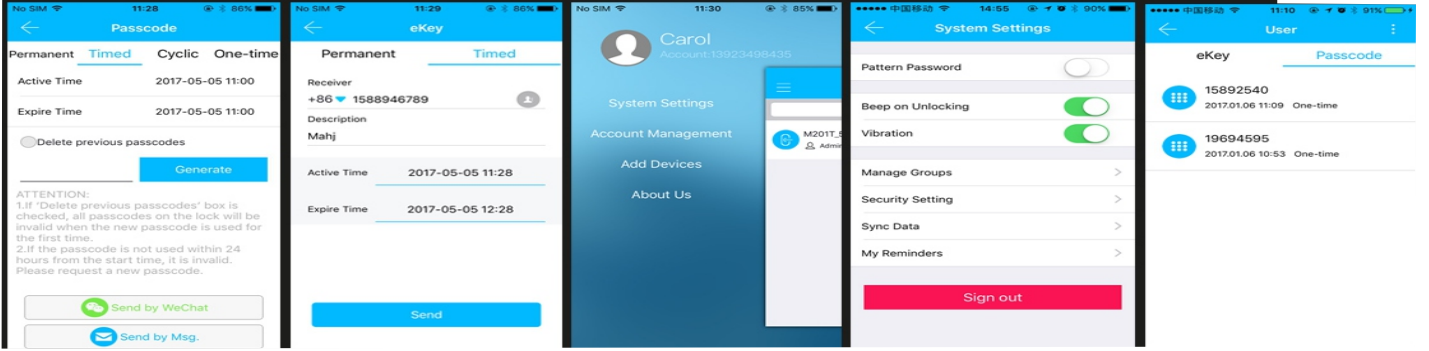 No SIM 11:28 86%
Passcode
Permanent Timed Cyclic One-time
Active Time 2017-05-05 11:00
Expire Time 2017-05-05 11:00
Delete previous passcodes
Generate
ATTENTION:
1.If 'Delete previous passcodes' box is
checked, all passcodes on the lock will be
invalid when the new passcode is used for
the first time.
2.If the passcode is not used within 24
hours from the start time, it is invalid.
Please request a new passcode.
Send by WeChat
Send by Msg.
No SIM 11:29 86%
eKey
Permanent Timed
Receiver
+86 1588946789
Description
Mahj
Active Time 2017-05-05 11:28
Expire Time 2017-05-05 12:28
Send
No SIM 11:30 85%
Carol
Account:13923498435
System Settings
Account Management
Add Devices
About Us
M201T_
Admin
中国移动 14:55 90%
System Settings
Pattern Password
Beep on Unlocking
Vibration
Manage Groups
Security Setting
Sync Data
My Reminders
Sign out
中国移动 11:10 91%
User
eKey Passcode
15892540
2017.01.06 11:09 One-time
19694595
2017.01.06 10:53 One-time